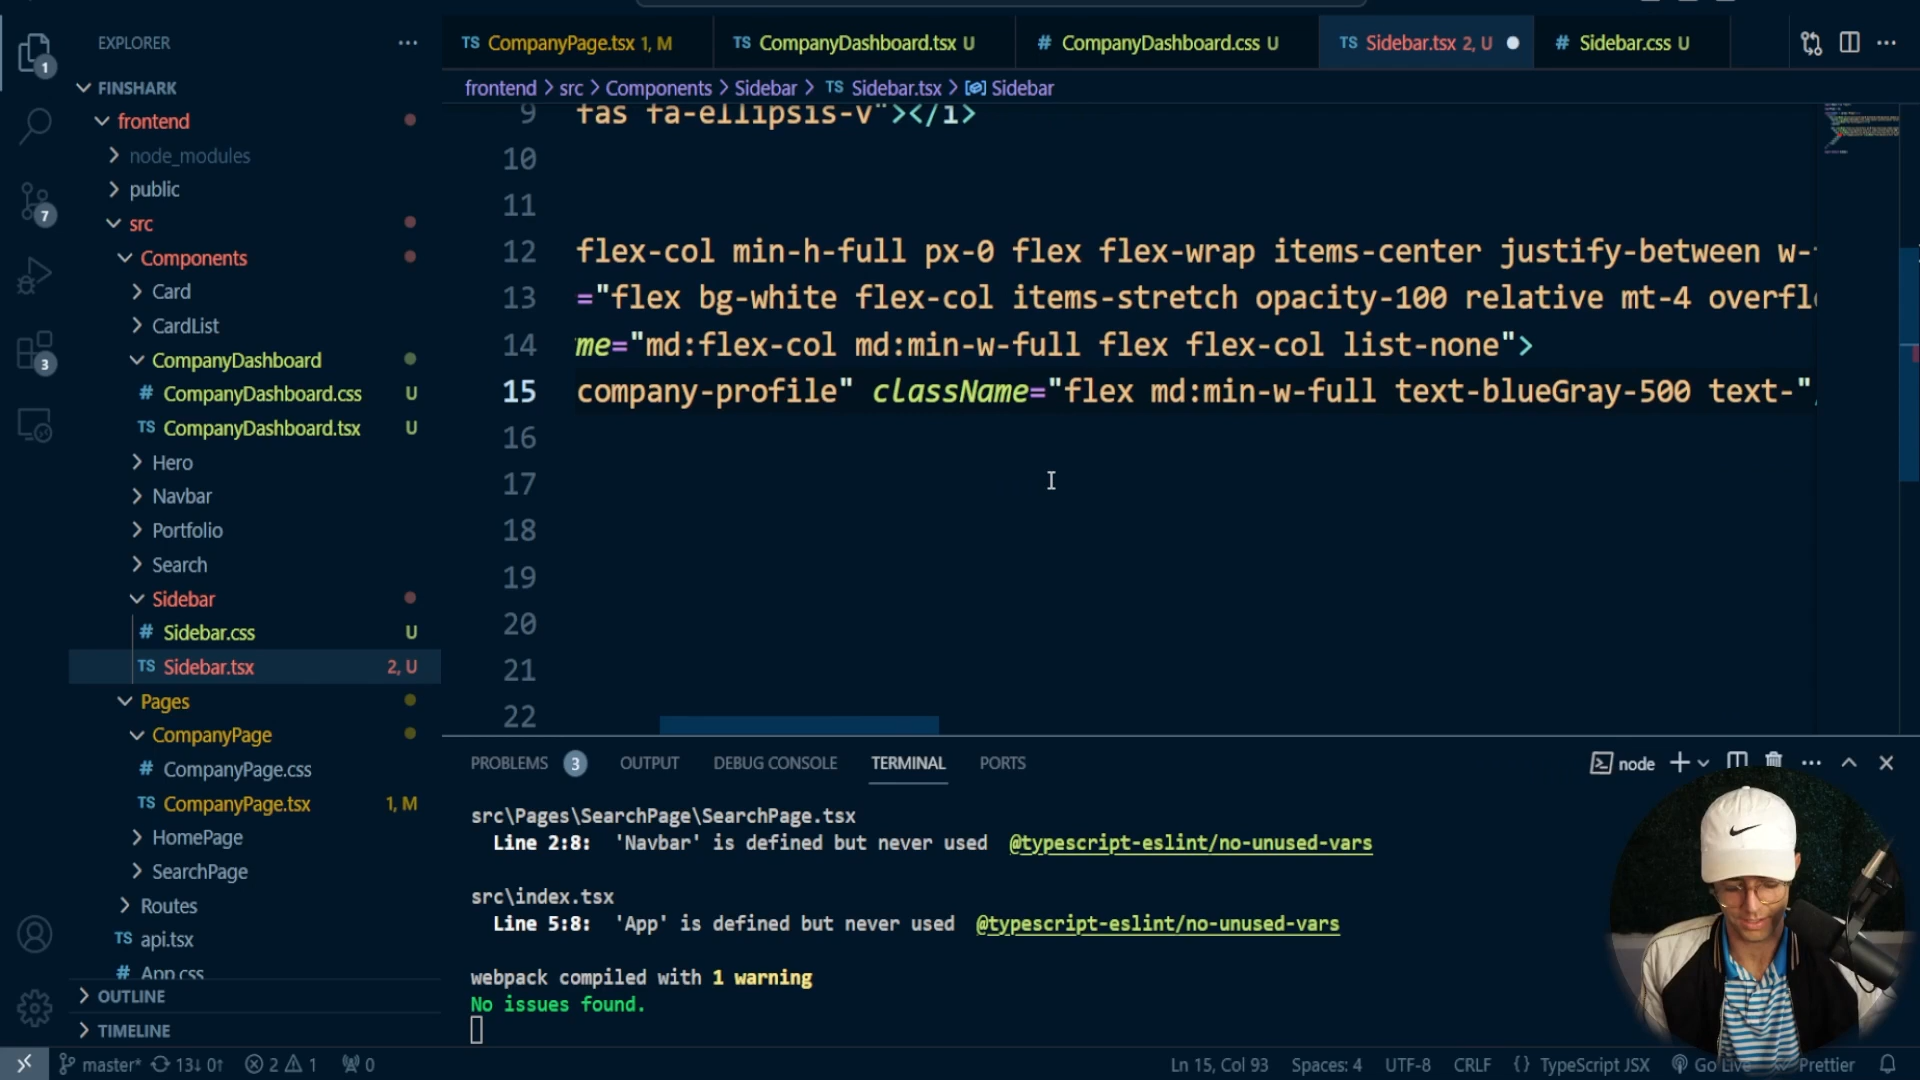 EXPLORER
FINSHARK
frontend
node_modules
public
src
Components
Card
CardList
CompanyDashboard
# CompanyDashboard.css U
TS CompanyDashboard.tsx U
Hero
Navbar
Portfolio
Search
Sidebar
# Sidebar.css U
TS Sidebar.tsx 2, U
Pages
CompanyPage
# CompanyPage.css
TS CompanyPage.tsx 1, M
HomePage
SearchPage
Routes
TS api.tsx
# App.css
OUTLINE
TIMELINE
1
7
3
TS CompanyPage.tsx 1, M
TS CompanyDashboard.tsx U
# CompanyDashboard.css U
TS Sidebar.tsx 2, U
# Sidebar.css U
frontend > src > Components > Sidebar > TS Sidebar.tsx > Sidebar
9 fas fa-ellipsis-v"></i>
10
11
12 flex-col min-h-full px-0 flex flex-wrap items-center justify-between w-
13 ="flex bg-white flex-col items-stretch opacity-100 relative mt-4 overfl
14 me="md:flex-col md:min-w-full flex flex-col list-none">
15 company-profile" className="flex md:min-w-full text-blueGray-500 text-"
16
17
18
19
20
21
22
PROBLEMS 3 OUTPUT DEBUG CONSOLE TERMINAL PORTS
node
src\Pages\SearchPage\SearchPage.tsx
Line 2:8: 'Navbar' is defined but never used @typescript-eslint/no-unused-vars
src\index.tsx
Line 5:8: 'App' is defined but never used @typescript-eslint/no-unused-vars
webpack compiled with 1 warning
No issues found.
master* 13↓ 0↑ 2 1 0
Ln 15, Col 93 Spaces: 4 UTF-8 CRLF {} TypeScript JSX Go Live Prettier